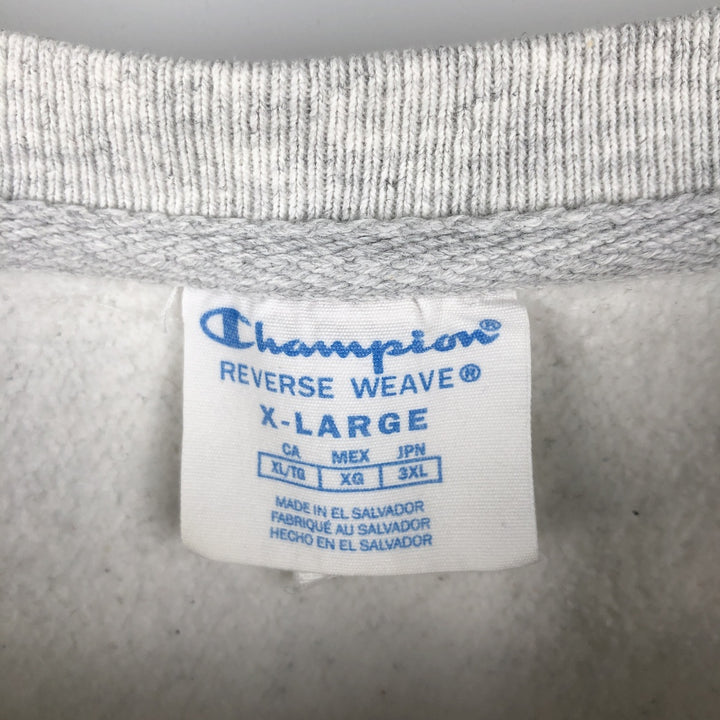 Champion®
REVERSE WEAVE®
X-LARGE
CA MEX JPN
XL/TG XG 3XL
MADE IN EL SALVADOR
FABRIQUÉ AU SALVADOR
HECHO EN EL SALVADOR